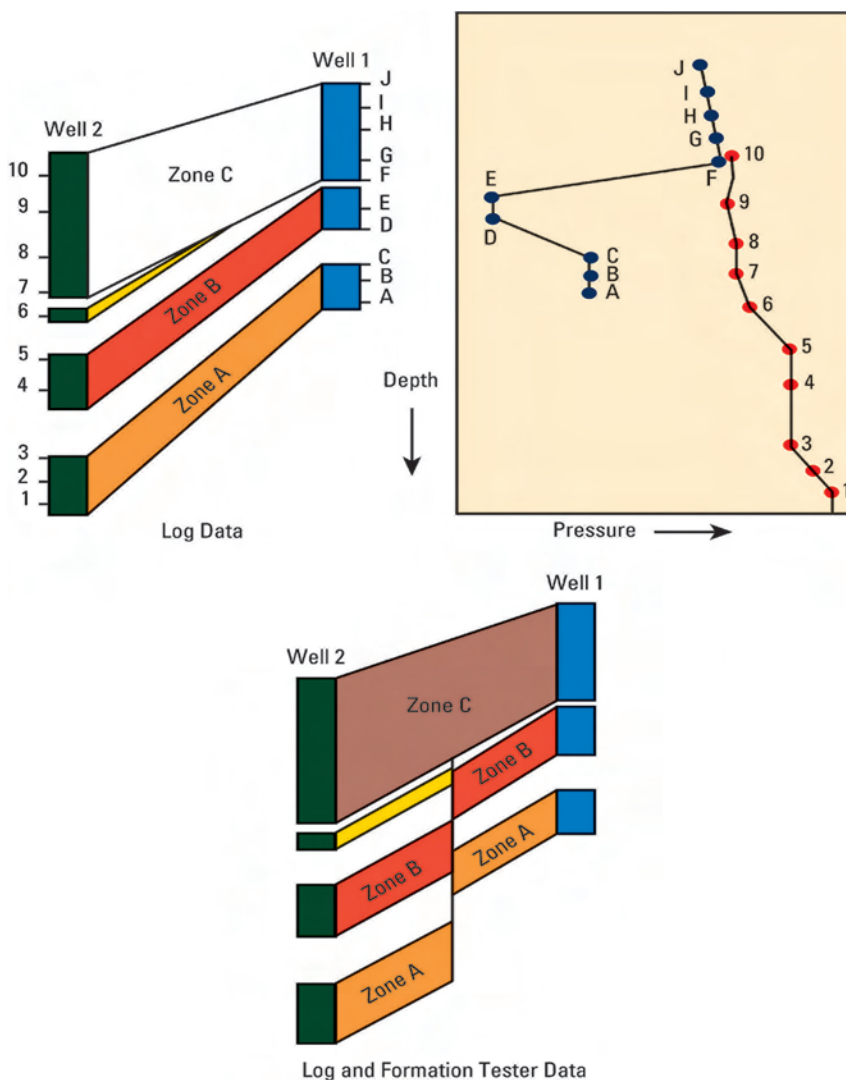 Well 1
J
I
H
G
F
E
D
C
B
A
Well 2
10
9
8
7
6
5
4
3
2
1
Zone C
Zone B
Zone A
Log Data
Depth
J
I
H
G
F
E
D
C
B
A
10
9
8
7
6
5
4
3
2
1
Pressure
Well 1
Well 2
Zone C
Zone B
Zone A
Zone B
Zone A
Log and Formation Tester Data